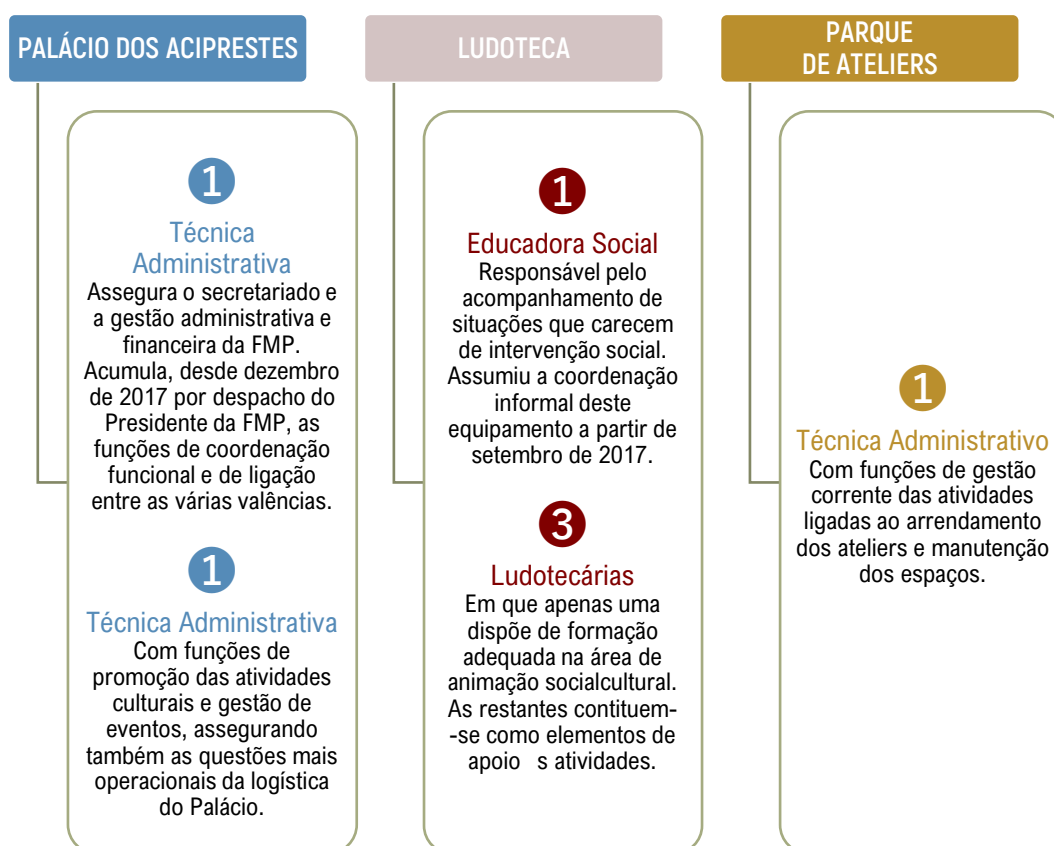 PALÁCIO DOS ACIPRESTES
1
Técnica
Administrativa
Assegura o secretariado e
a gestão administrativa e
financeira da FMP.
Acumula, desde dezembro
de 2017 por despacho do
Presidente da FMP, as
funções de coordenação
funcional e de ligação
entre as várias valências.
1
Técnica Administrativa
Com funções de
promoção das atividades
culturais e gestão de
eventos, assegurando
também as questões mais
operacionais da logística
do Palácio.
LUDOTECA
1
Educadora Social
Responsável pelo
acompanhamento de
situações que carecem
de intervenção social.
Assumiu a coordenação
informal deste
equipamento a partir de
setembro de 2017.
3
Ludotecárias
Em que apenas uma
dispõe de formação
adequada na área de
animação socialcultural.
As restantes contituem-
-se como elementos de
apoio s atividades.
PARQUE
DE ATELIERS
1
Técnica Administrativo
Com funções de gestão
corrente das atividades
ligadas ao arrendamento
dos ateliers e manutenção
dos espaços.